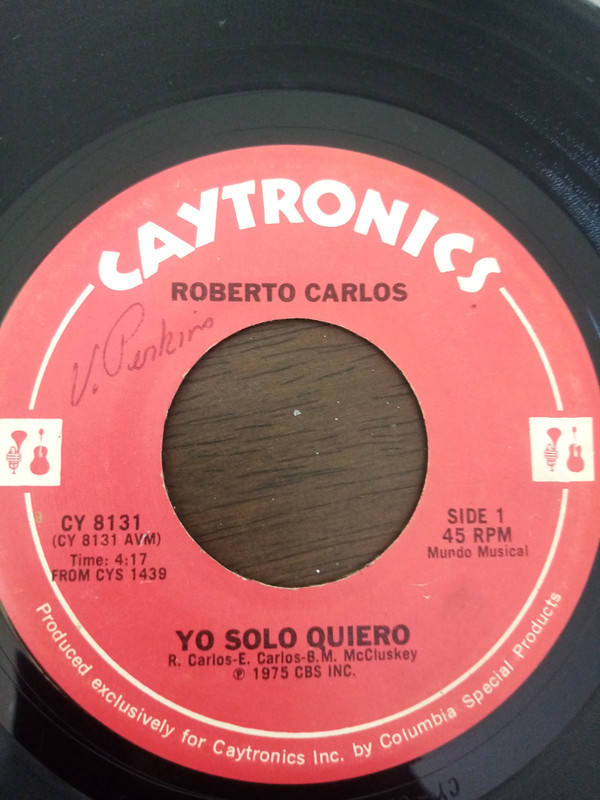 CAYTRONICS
ROBERTO CARLOS
V. Perkins
CY 8131
(CY 8131 AVM)
Time: 4:17
FROM CYS 1439
SIDE 1
45 RPM
Mundo Musical
YO SOLO QUIERO
R. Carlos-E. Carlos-B.M. McCluskey
℗ 1975 CBS INC.
Produced exclusively for Caytronics Inc. by Columbia Special Products